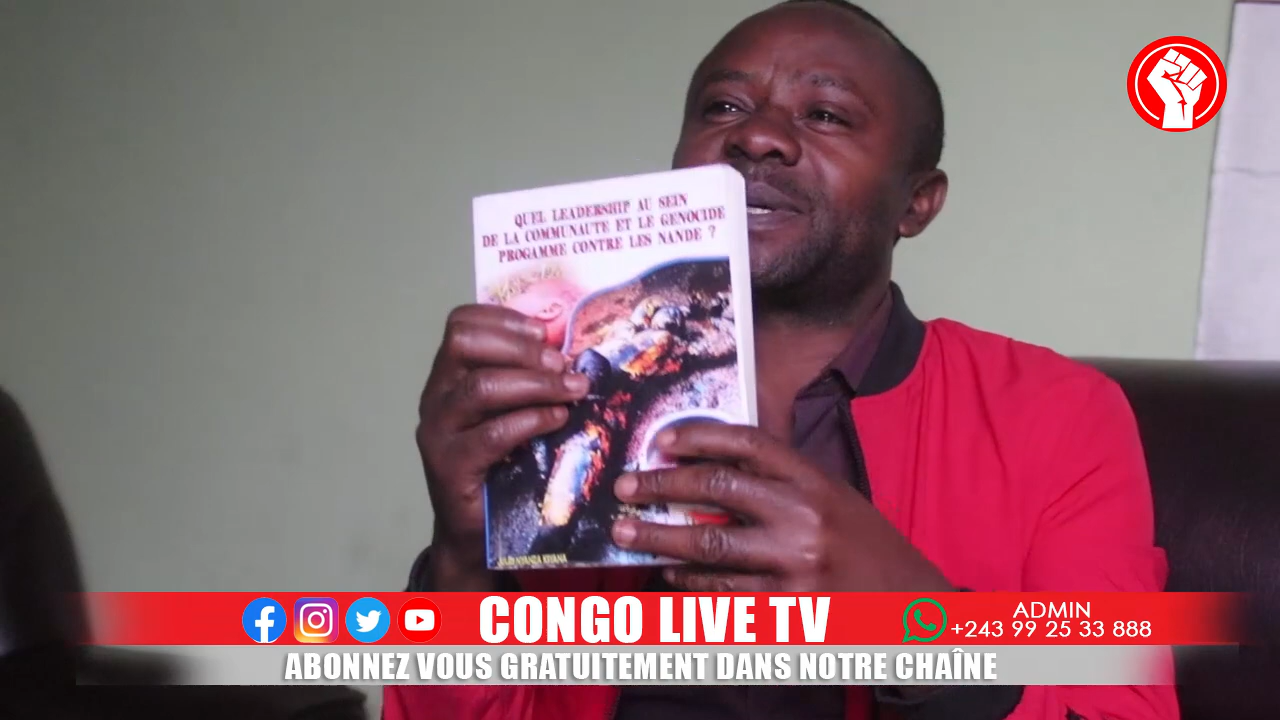 QUEL LEADERSHIP AU SEIN
DE LA COMMUNAUTE ET LE GENOCIDE
PROGAMME CONTRE LES NANDE ?
CONGO LIVE TV
ADMIN
+243 99 25 33 888
ABONNEZ VOUS GRATUITEMENT DANS NOTRE CHAÎNE